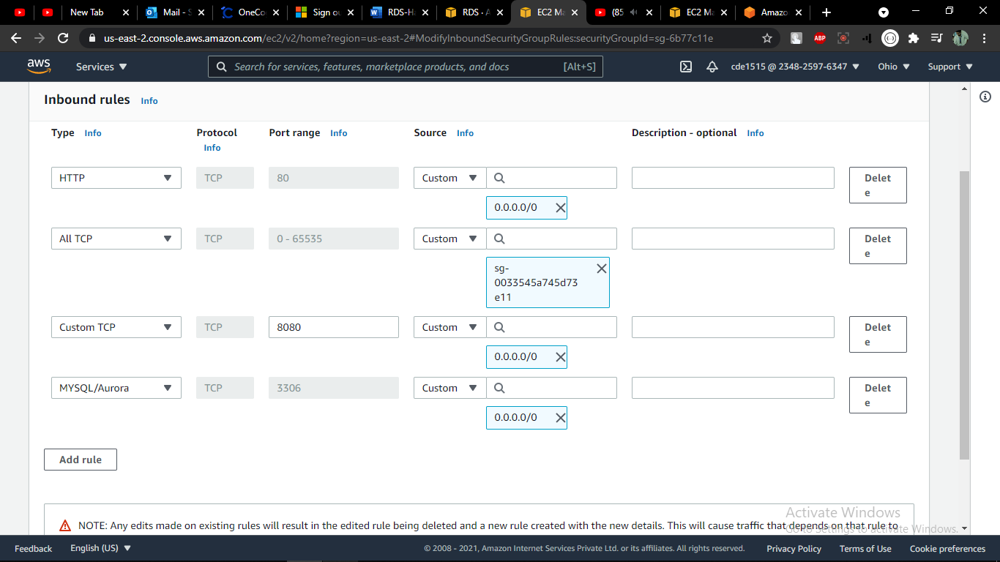 New Tab
Mail - S
OneCo
Sign ou
RDS-H
RDS · A
EC2 Ma
(85
EC2 Ma
Amazo
us-east-2.console.aws.amazon.com/ec2/v2/home?region=us-east-2#ModifyInboundSecurityGroupRules:securityGroupId=sg-6b77c11e
ABP
aws
Services
Search for services, features, marketplace products, and docs
[Alt+S]
cde1515 @ 2348-2597-6347
Ohio
Support
Inbound rules Info
Type Info
Protocol
Info
Port range Info
Source Info
Description - optional Info
HTTP
TCP
80
Custom
Delet
e
0.0.0.0/0
All TCP
TCP
0 - 65535
Custom
Delet
e
sg-
0033545a745d73
e11
Custom TCP
TCP
8080
Custom
Delet
e
0.0.0.0/0
MYSQL/Aurora
TCP
3306
Custom
Delet
e
0.0.0.0/0
Add rule
Activate Windows
Go to Settings to activate Windows.
NOTE: Any edits made on existing rules will result in the edited rule being deleted and a new rule created with the new details. This will cause traffic that depends on that rule to
Feedback
English (US)
© 2008 - 2021, Amazon Internet Services Private Ltd. or its affiliates. All rights reserved.
Privacy Policy
Terms of Use
Cookie preferences